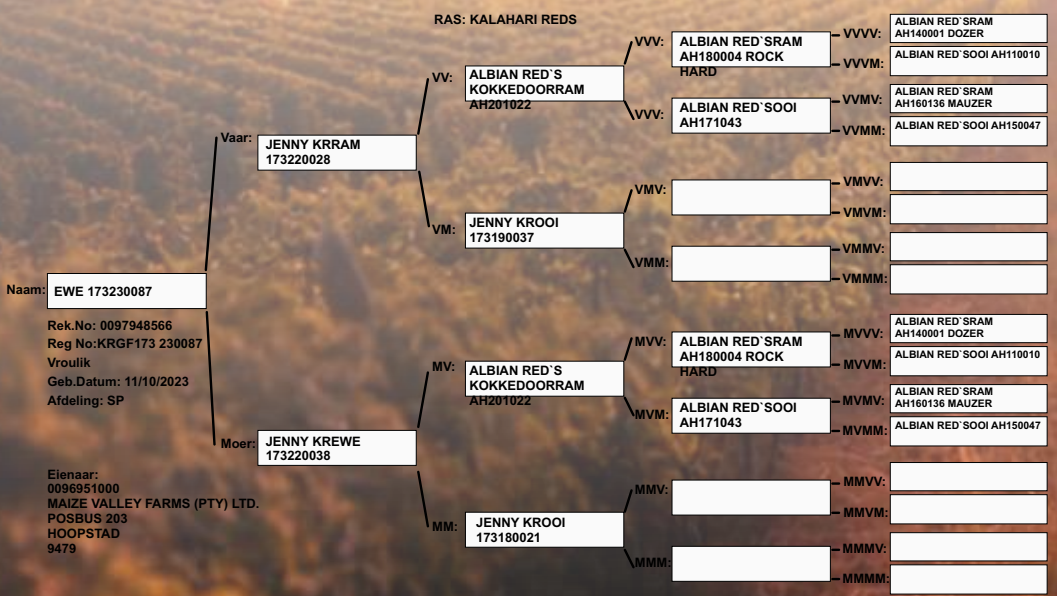 RAS: KALAHARI REDS
Naam:
EWE 173230087
Rek.No: 0097948566
Reg No:KRGF173 230087
Vroulik
Geb.Datum: 11/10/2023
Afdeling: SP
Eienaar:
0096951000
MAIZE VALLEY FARMS (PTY) LTD.
POSBUS 203
HOOPSTAD
9479
Vaar:
JENNY KRRAM
173220028
Moer:
JENNY KREWE
173220038
VV:
ALBIAN RED`S
KOKKEDOORRAM
AH201022
VM:
JENNY KROOI
173190037
MV:
ALBIAN RED`S
KOKKEDOORRAM
AH201022
MM:
JENNY KROOI
173180021
VVV:
ALBIAN RED`SRAM
AH180004 ROCK
HARD
VVV:
ALBIAN RED`SOOI
AH171043
VMV:
VMM:
MVV:
ALBIAN RED`SRAM
AH180004 ROCK
HARD
MVM:
ALBIAN RED`SOOI
AH171043
MMV:
MMM:
VVVV:
ALBIAN RED`SRAM
AH140001 DOZER
VVVM:
ALBIAN RED`SOOI AH110010
VVMV:
ALBIAN RED`SRAM
AH160136 MAUZER
VVMM:
ALBIAN RED`SOOI AH150047
VMVV:
VMVM:
VMMV:
VMMM:
MVVV:
ALBIAN RED`SRAM
AH140001 DOZER
MVVM:
ALBIAN RED`SOOI AH110010
MVMV:
ALBIAN RED`SRAM
AH160136 MAUZER
MVMM:
ALBIAN RED`SOOI AH150047
MMVV:
MMVM:
MMMV:
MMMM: